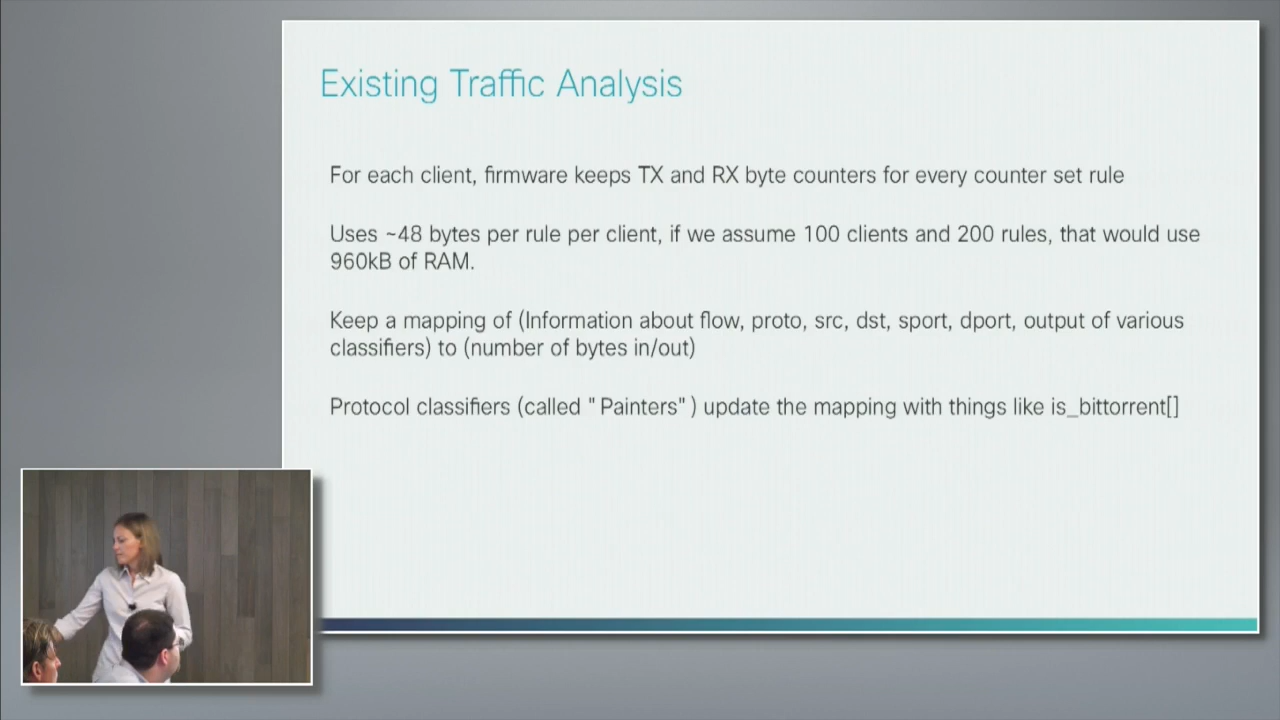 Existing Traffic Analysis
For each client, firmware keeps TX and RX byte counters for every counter set rule
Uses ~48 bytes per rule per client, if we assume 100 clients and 200 rules, that would use
960kB of RAM.
Keep a mapping of (Information about flow, proto, src, dst, sport, dport, output of various
classifiers) to (number of bytes in/out)
Protocol classifiers (called "Painters") update the mapping with things like is_bittorrent[]